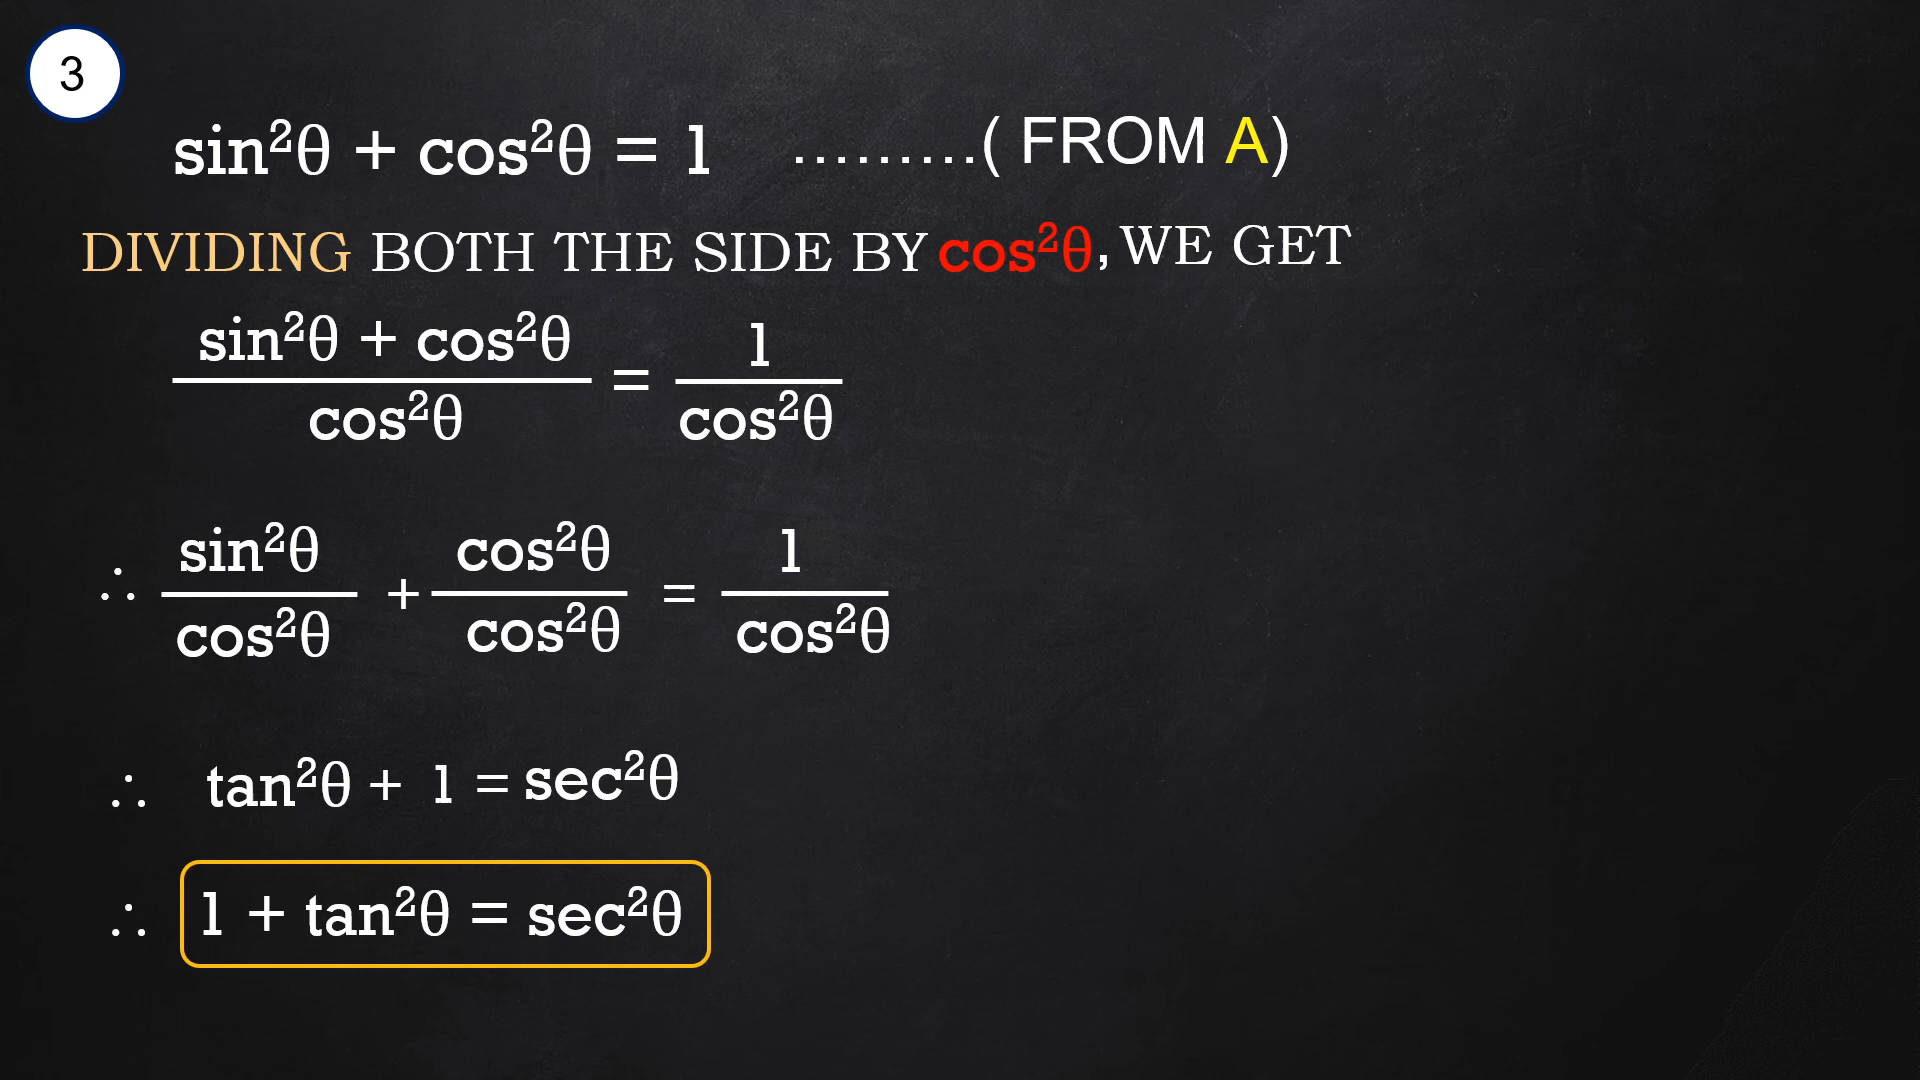 3
sin²θ + cos²θ = 1 .........( FROM A)
DIVIDING BOTH THE SIDE BY cos²θ, WE GET
sin²θ + cos²θ / cos²θ = 1 / cos²θ
∴ sin²θ / cos²θ + cos²θ / cos²θ = 1 / cos²θ
∴ tan²θ + 1 = sec²θ
∴ 1 + tan²θ = sec²θ